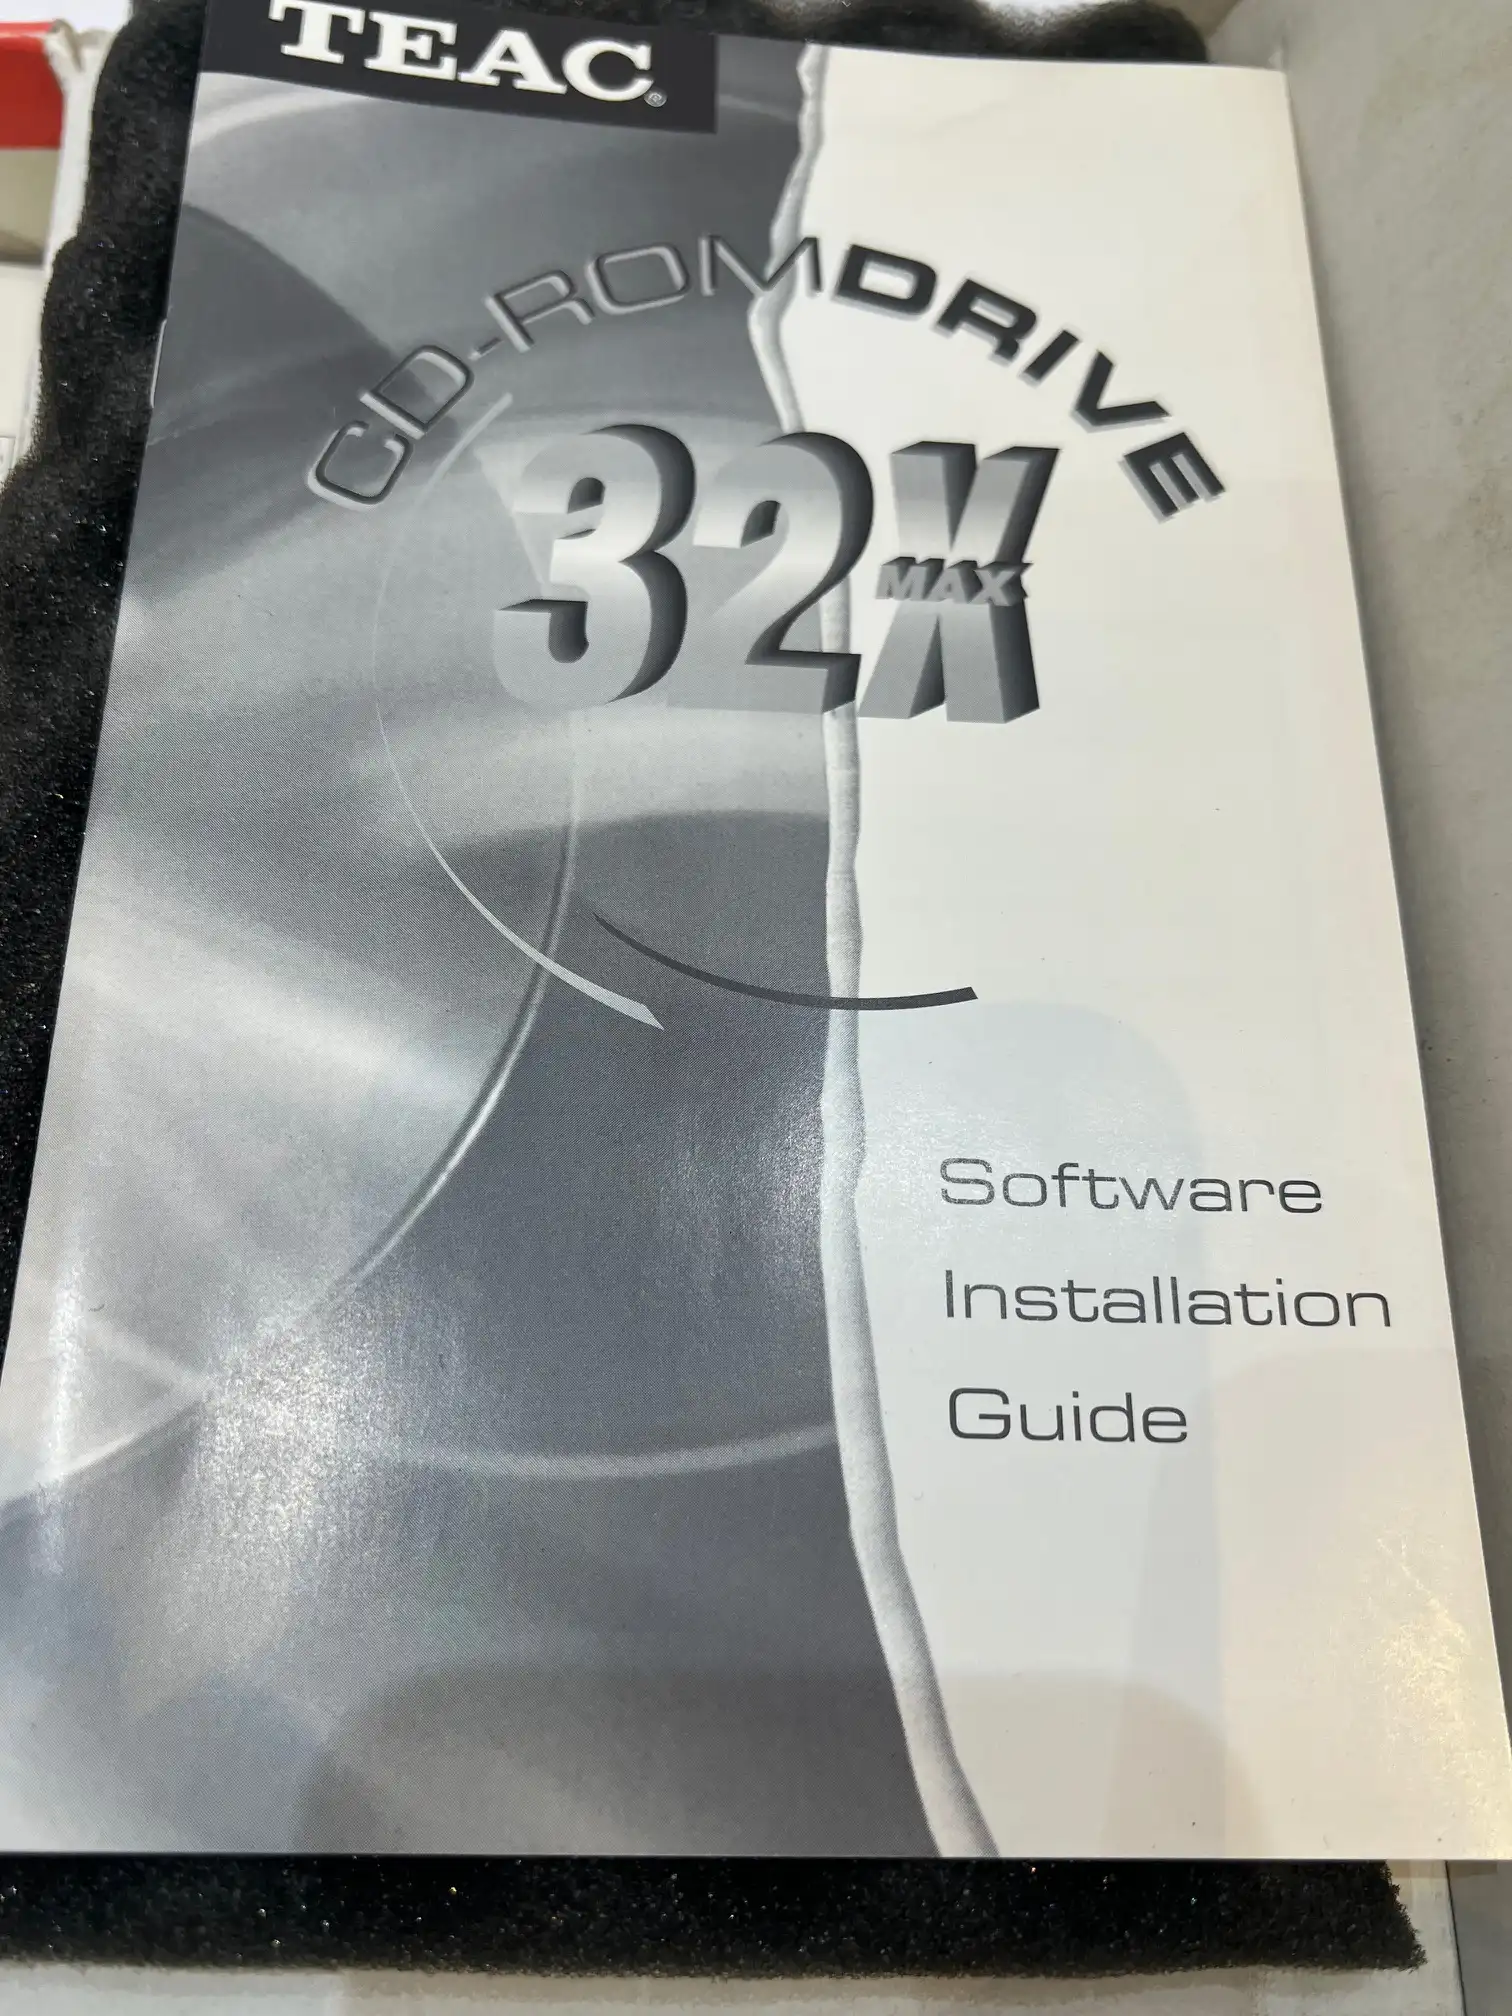 TEAC®
CD-ROMDRIVE
32X
MAX
Software
Installation
Guide